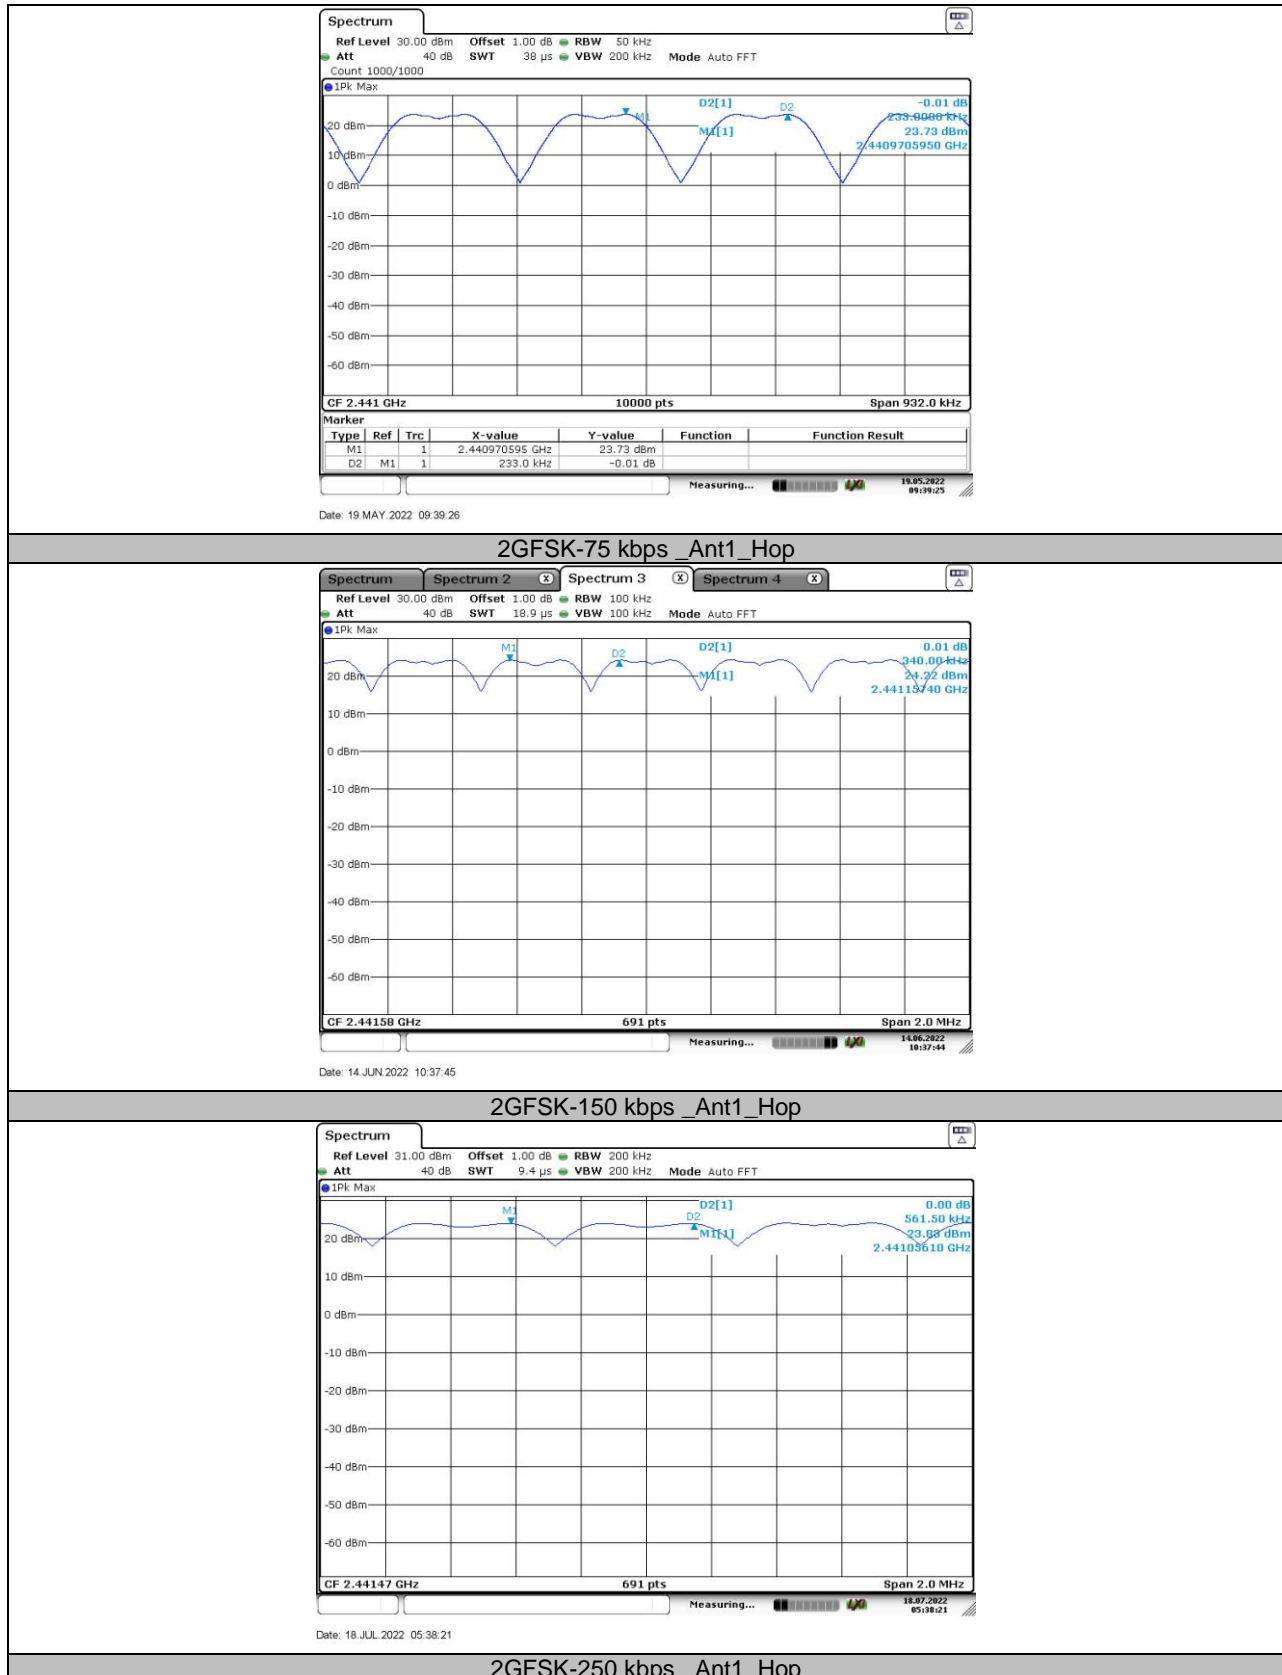 Spectrum
Ref Level 30.00 dBm Offset 1.00 dB RBW 50 kHz
Att 40 dB SWT 38 µs VBW 200 kHz Mode Auto FFT
Count 1000/1000
1Pk Max
D2[1] -0.01 dB
233.0000 kHz
M1[1] 23.73 dBm
2.4409705950 GHz
M1
D2
20 dBm
10 dBm
0 dBm
-10 dBm
-20 dBm
-30 dBm
-40 dBm
-50 dBm
-60 dBm
CF 2.441 GHz 10000 pts Span 932.0 kHz
Marker
Type Ref Trc X-value Y-value Function Function Result
M1 1 2.440970595 GHz 23.73 dBm
D2 M1 1 233.0 kHz -0.01 dB
Measuring... 19.05.2022
09:39:25
Date: 19.MAY.2022 09:39:26
2GFSK-75 kbps _Ant1_Hop
Spectrum Spectrum 2 X Spectrum 3 X Spectrum 4 X
Ref Level 30.00 dBm Offset 1.00 dB RBW 100 kHz
Att 40 dB SWT 18.9 µs VBW 100 kHz Mode Auto FFT
1Pk Max
D2[1] 0.01 dB
340.00 kHz
M1[1] 24.22 dBm
2.44115740 GHz
M1
D2
20 dBm
10 dBm
0 dBm
-10 dBm
-20 dBm
-30 dBm
-40 dBm
-50 dBm
-60 dBm
CF 2.44158 GHz 691 pts Span 2.0 MHz
Measuring... 14.06.2022
10:37:44
Date: 14.JUN.2022 10:37:45
2GFSK-150 kbps _Ant1_Hop
Spectrum
Ref Level 31.00 dBm Offset 1.00 dB RBW 200 kHz
Att 40 dB SWT 9.4 µs VBW 200 kHz Mode Auto FFT
1Pk Max
D2[1] 0.00 dB
561.50 kHz
M1[1] 23.83 dBm
2.44105610 GHz
M1
D2
20 dBm
10 dBm
0 dBm
-10 dBm
-20 dBm
-30 dBm
-40 dBm
-50 dBm
-60 dBm
CF 2.44147 GHz 691 pts Span 2.0 MHz
Measuring... 18.07.2022
05:38:21
Date: 18.JUL.2022 05:38:21
2GFSK-250 kbps _Ant1_Hop